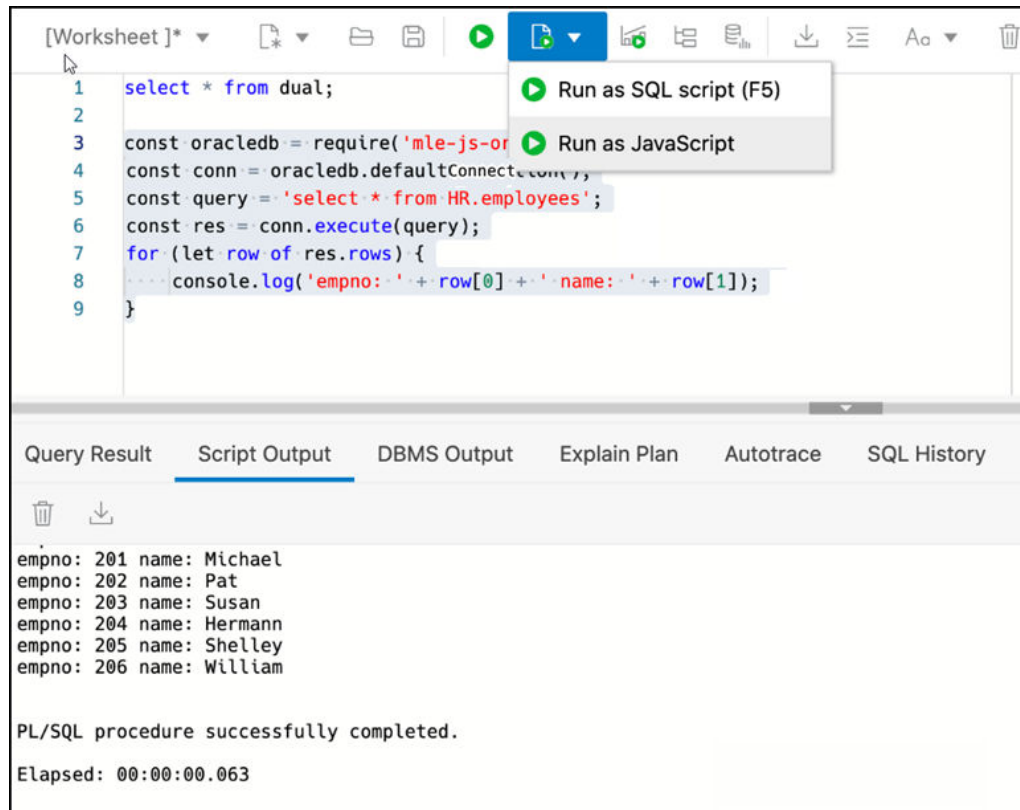 [Worksheet ]*
Aa
Run as SQL script (F5)
Run as JavaScript
1 select * from dual;
2
3 const oracledb = require('mle-js-or
4 const conn = oracledb.defaultConnection();
5 const query = 'select * from HR.employees';
6 const res = conn.execute(query);
7 for (let row of res.rows) {
8 console.log('empno: ' + row[0] + ' name: ' + row[1]);
9 }
Query Result Script Output DBMS Output Explain Plan Autotrace SQL History
empno: 201 name: Michael
empno: 202 name: Pat
empno: 203 name: Susan
empno: 204 name: Hermann
empno: 205 name: Shelley
empno: 206 name: William
PL/SQL procedure successfully completed.
Elapsed: 00:00:00.063